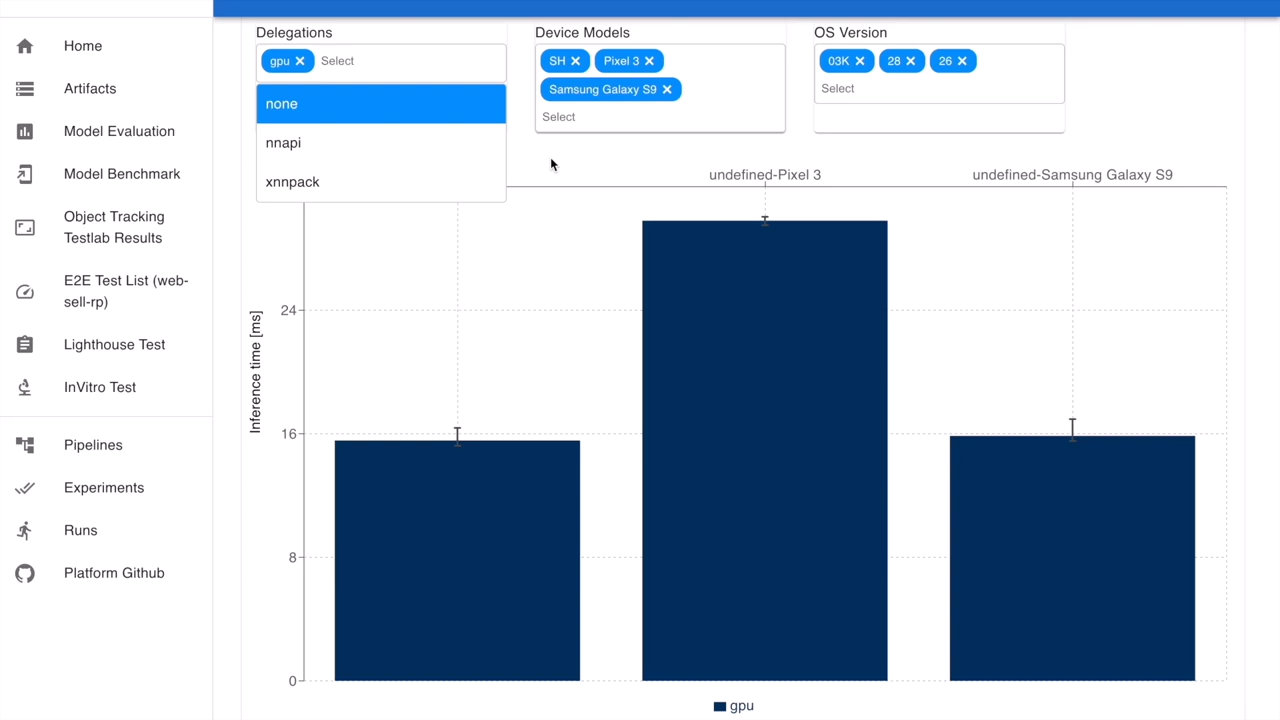 Home
Artifacts
Model Evaluation
Model Benchmark
Object Tracking
Testlab Results
E2E Test List (web-
sell-rp)
Lighthouse Test
InVitro Test
Pipelines
Experiments
Runs
Platform Github
Delegations
gpu Select
none
nnapi
xnnpack
Device Models
SH Pixel 3
Samsung Galaxy S9
Select
OS Version
03K 28 26
Select
undefined-Pixel 3 undefined-Samsung Galaxy S9
Inference time [ms]
24
16
8
0
gpu